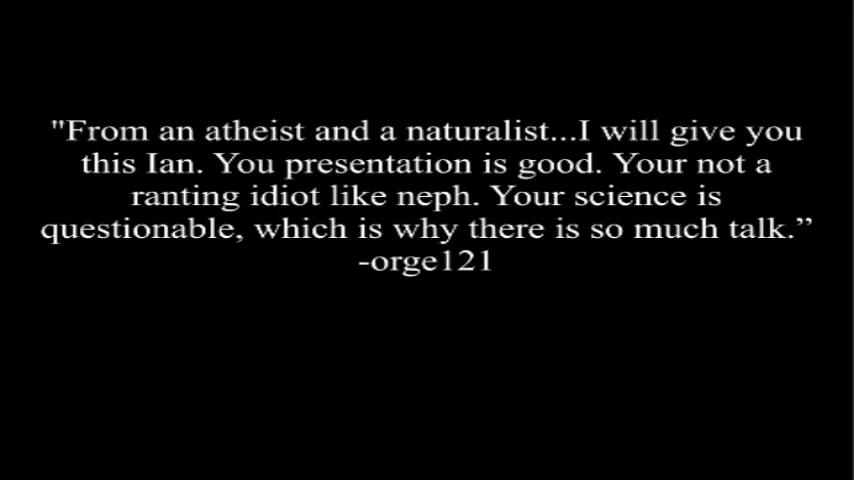 "From an atheist and a naturalist...I will give you
this Ian. You presentation is good. Your not a
ranting idiot like neph. Your science is
questionable, which is why there is so much talk.”
-orge121